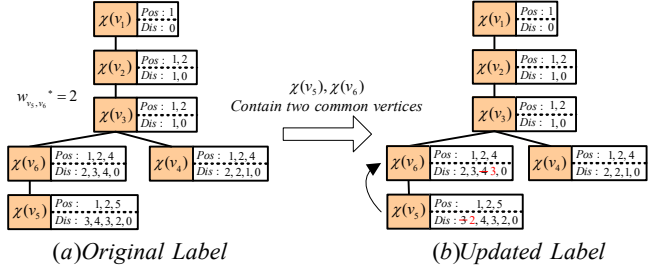 χ(v₁) Pos : 1
Dis : 0
χ(v₂) Pos : 1, 2
Dis : 1, 0
w_{v₅,v₆}* = 2
χ(v₃) Pos : 1, 2
Dis : 1, 0
χ(v₆) Pos : 1, 2, 4
Dis : 2, 3, 4, 0
χ(v₄) Pos : 1, 2, 4
Dis : 2, 2, 1, 0
χ(v₅) Pos : 1, 2, 5
Dis : 3, 4, 3, 2, 0
(a)Original Label
χ(v₅), χ(v₆)
Contain two common vertices
χ(v₁) Pos : 1
Dis : 0
χ(v₂) Pos : 1, 2
Dis : 1, 0
χ(v₃) Pos : 1, 2
Dis : 1, 0
χ(v₆) Pos : 1, 2, 4
Dis : 2, 3, 4 3, 0
χ(v₄) Pos : 1, 2, 4
Dis : 2, 2, 1, 0
χ(v₅) Pos : 1, 2, 5
Dis : 3 2, 4, 3, 2, 0
(b)Updated Label